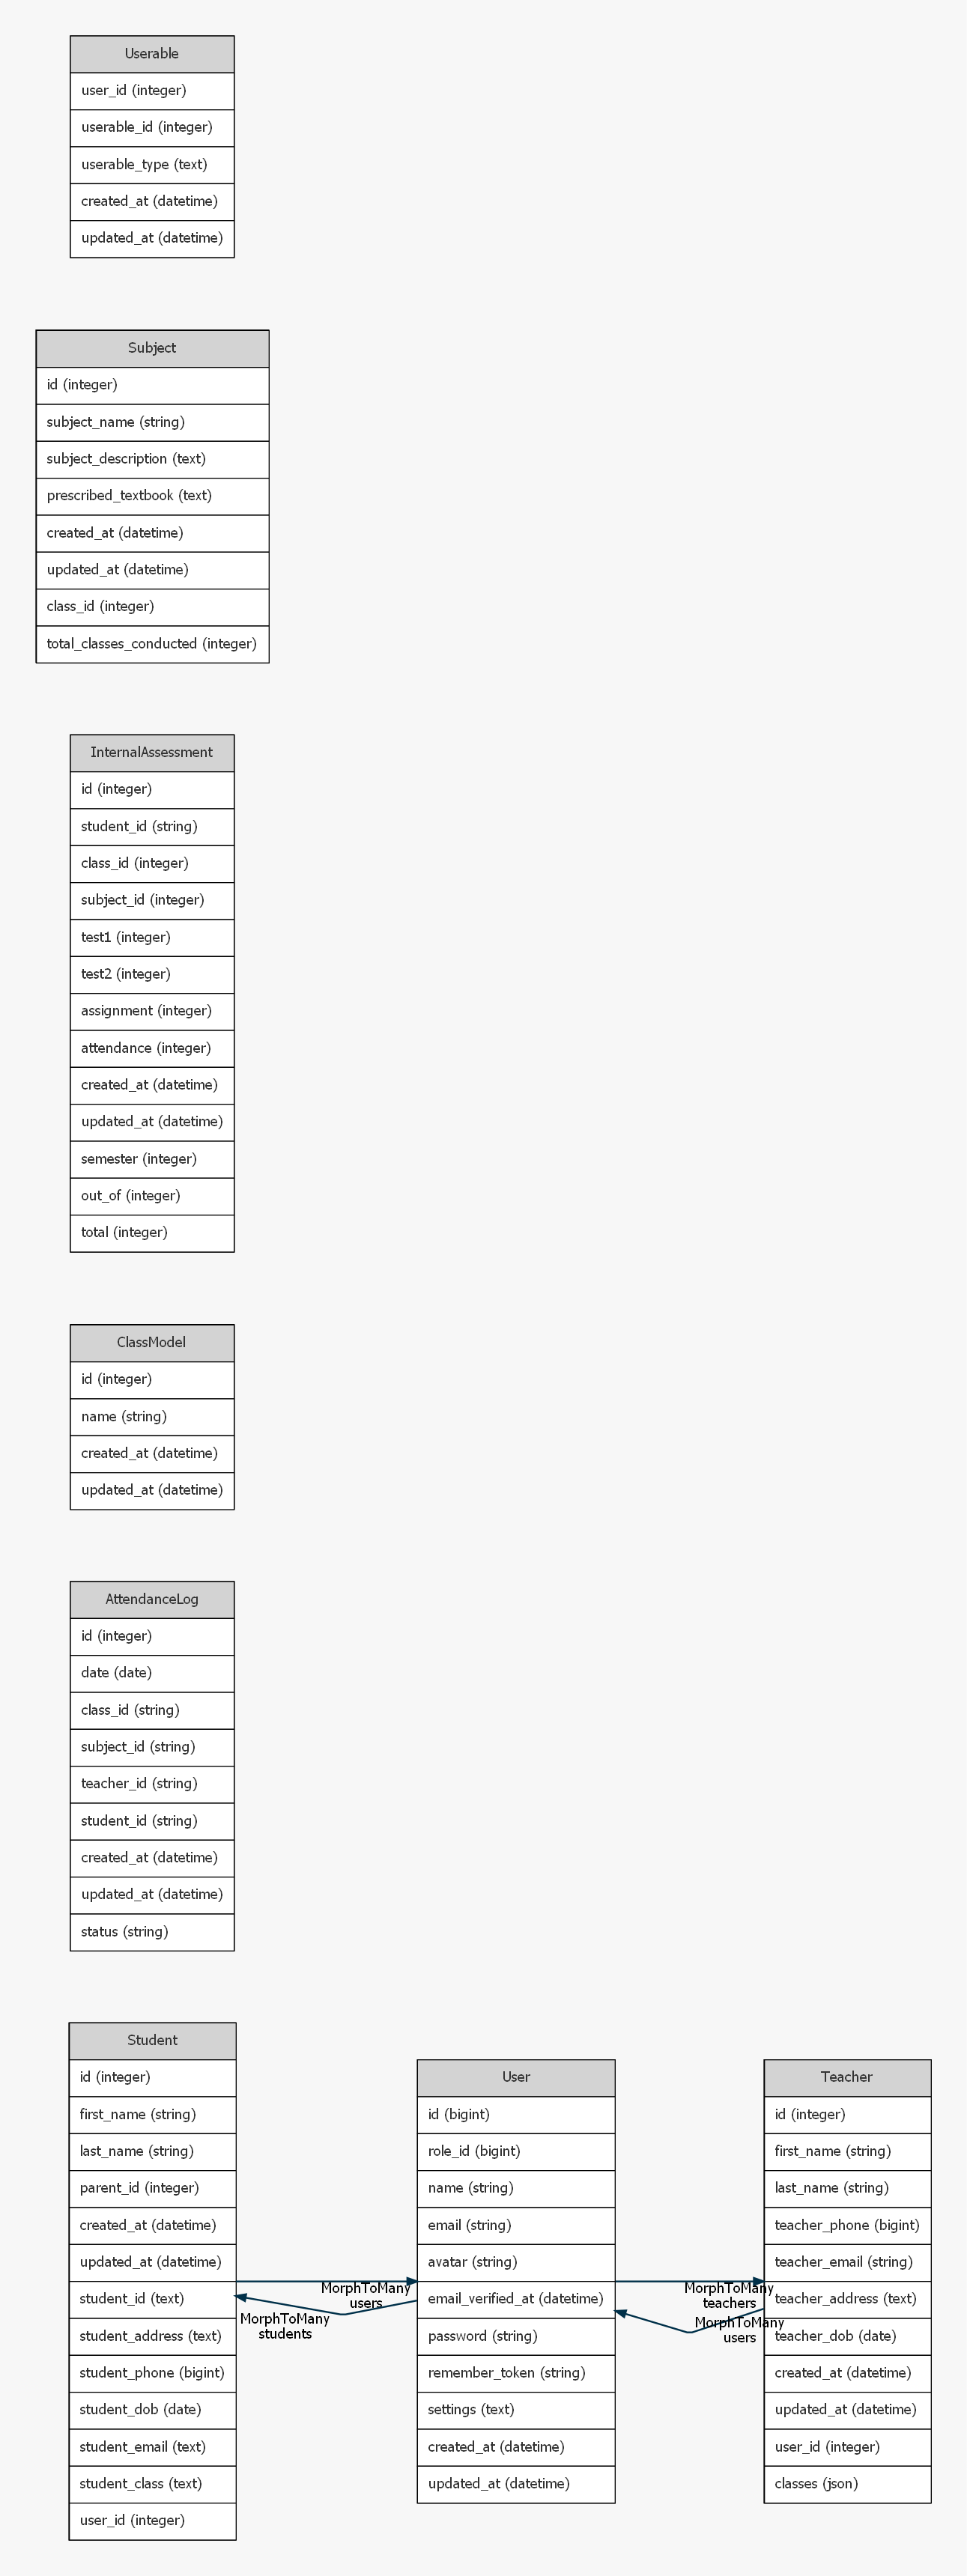 Userable
user_id (integer)
userable_id (integer)
userable_type (text)
created_at (datetime)
updated_at (datetime)
Subject
id (integer)
subject_name (string)
subject_description (text)
prescribed_textbook (text)
created_at (datetime)
updated_at (datetime)
class_id (integer)
total_classes_conducted (integer)
InternalAssessment
id (integer)
student_id (string)
class_id (integer)
subject_id (integer)
test1 (integer)
test2 (integer)
assignment (integer)
attendance (integer)
created_at (datetime)
updated_at (datetime)
semester (integer)
out_of (integer)
total (integer)
ClassModel
id (integer)
name (string)
created_at (datetime)
updated_at (datetime)
AttendanceLog
id (integer)
date (date)
class_id (string)
subject_id (string)
teacher_id (string)
student_id (string)
created_at (datetime)
updated_at (datetime)
status (string)
Student
id (integer)
first_name (string)
last_name (string)
parent_id (integer)
created_at (datetime)
updated_at (datetime)
student_id (text)
student_address (text)
student_phone (bigint)
student_dob (date)
student_email (text)
student_class (text)
user_id (integer)
MorphToMany
users
MorphToMany
students
User
id (bigint)
role_id (bigint)
name (string)
email (string)
avatar (string)
email_verified_at (datetime)
password (string)
remember_token (string)
settings (text)
created_at (datetime)
updated_at (datetime)
MorphToMany
teachers
MorphToMany
users
Teacher
id (integer)
first_name (string)
last_name (string)
teacher_phone (bigint)
teacher_email (string)
teacher_address (text)
teacher_dob (date)
created_at (datetime)
updated_at (datetime)
user_id (integer)
classes (json)